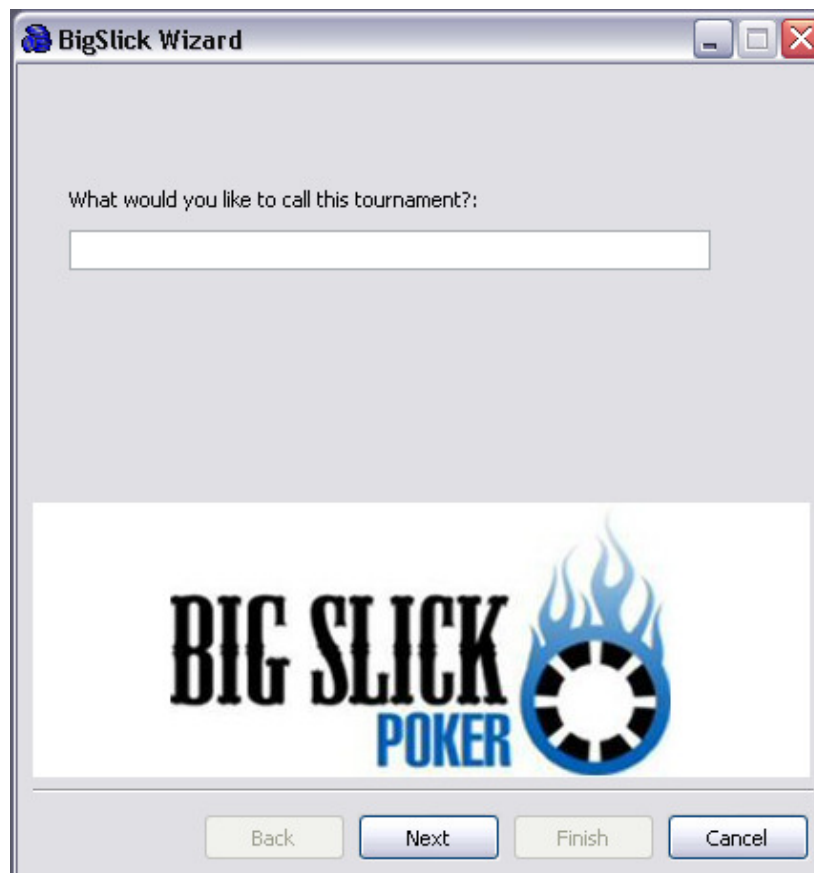 BigSlick Wizard
What would you like to call this tournament?:
BIG SLICK
POKER
Back Next Finish Cancel